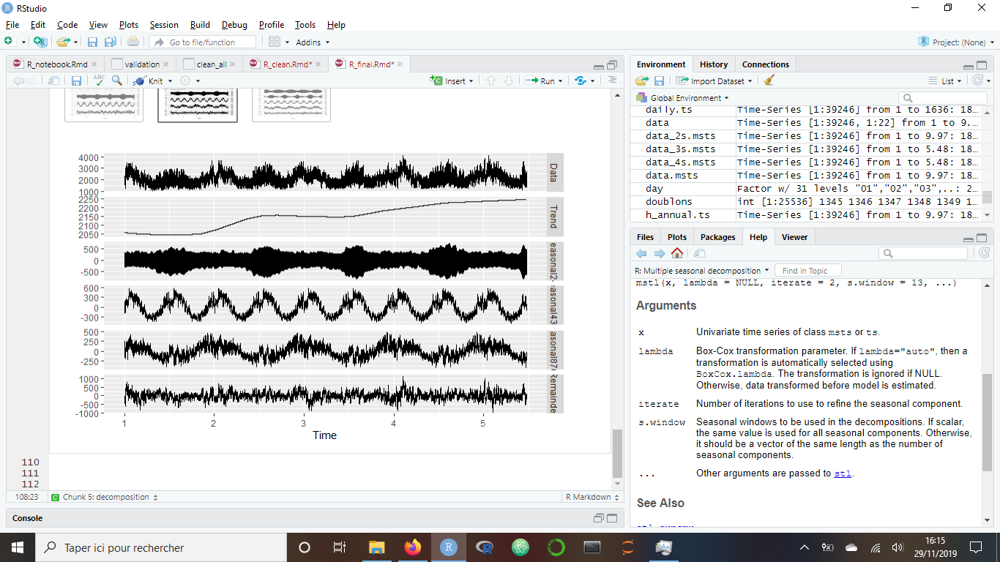 RStudio
File Edit Code View Plots Session Build Debug Profile Tools Help
Go to file/function
Addins
Project: (None)
R_notebook.Rmd
validation
clean_all
R_clean.Rmd*
R_final.Rmd*
ABC
Knit
Insert
Run
4000
3000
2000
1000
Data
2250
2200
2150
2100
2050
Trend
500
0
-500
easonal24
600
300
0
-300
asonal43
500
250
0
-250
asonal87
1000
500
0
-500
-1000
Remainde
1 2 3 4 5
Time
110
111
112
108:23
Chunk 5: decomposition
R Markdown
Console
Environment History Connections
Import Dataset
List
Global Environment
daily.ts Time-Series [1:39246] from 1 to 1636: 18…
data Time-Series [1:39246, 1:22] from 1 to 9.…
data_2s.msts Time-Series [1:39246] from 1 to 9.97: 18…
data_3s.msts Time-Series [1:39246] from 1 to 5.48: 18…
data_4s.msts Time-Series [1:39246] from 1 to 5.48: 18…
data.msts Time-Series [1:39246] from 1 to 9.97: 18…
day Factor w/ 31 levels "01","02","03",..: 2…
doublons int [1:25536] 1345 1346 1347 1348 1349 1…
h_annual.ts Time-Series [1:39246] from 1 to 9.97: 18…
Files Plots Packages Help Viewer
R: Multiple seasonal decomposition
Find in Topic
mstl(x, lambda = NULL, iterate = 2, s.window = 13, ...)
Arguments
x Univariate time series of class msts or ts.
lambda Box-Cox transformation parameter. If lambda="auto", then a
transformation is automatically selected using
BoxCox.lambda. The transformation is ignored if NULL.
Otherwise, data transformed before model is estimated.
iterate Number of iterations to use to refine the seasonal component.
s.window Seasonal windows to be used in the decompositions. If scalar,
the same value is used for all seasonal components. Otherwise,
it should be a vector of the same length as the number of
seasonal components.
... Other arguments are passed to stl.
See Also
Taper ici pour rechercher
16:15
29/11/2019